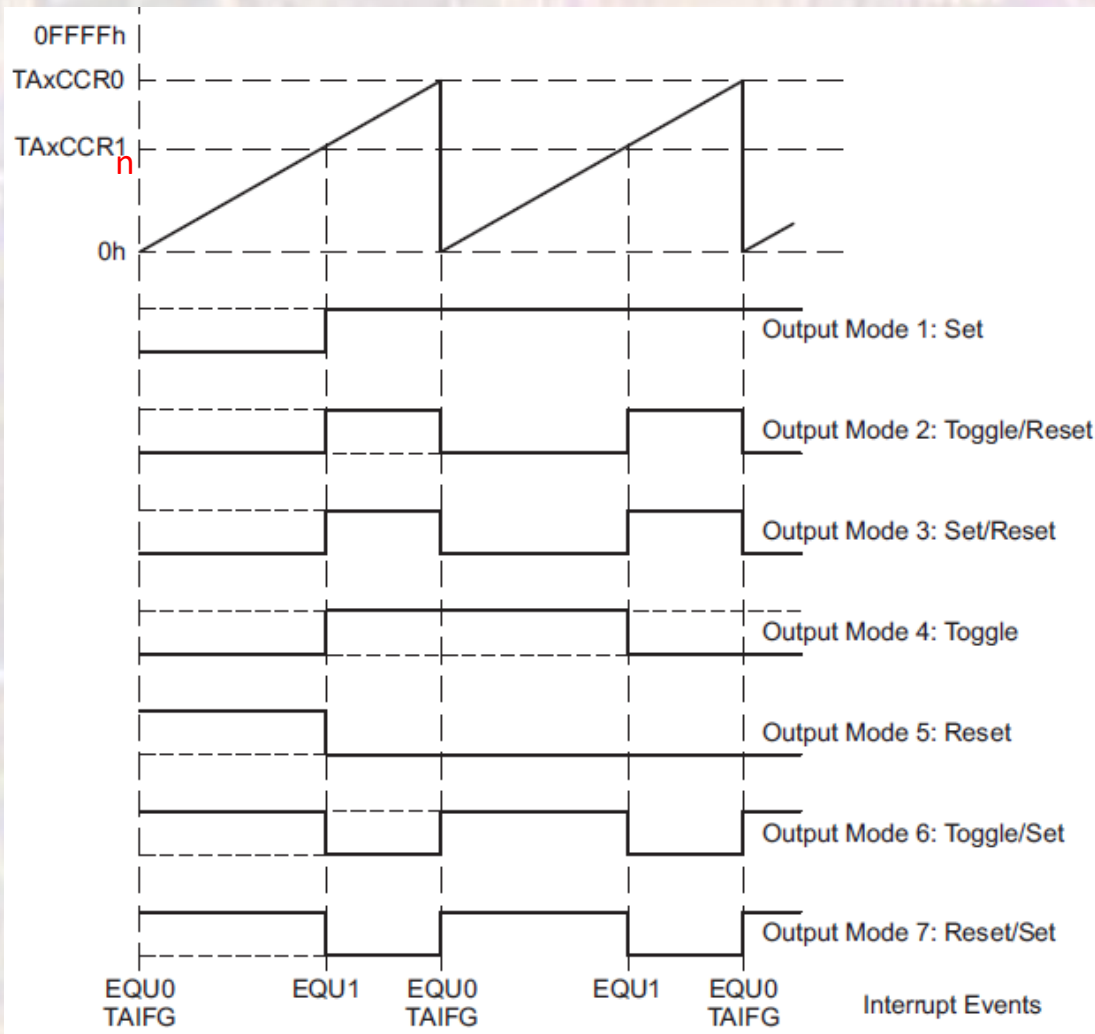 0FFFFh
TAxCCR0
TAxCCR1
n
0h
Output Mode 1: Set
Output Mode 2: Toggle/Reset
Output Mode 3: Set/Reset
Output Mode 4: Toggle
Output Mode 5: Reset
Output Mode 6: Toggle/Set
Output Mode 7: Reset/Set
EQU0 EQU1 EQU0 EQU1 EQU0
TAIFG TAIFG TAIFG
Interrupt Events